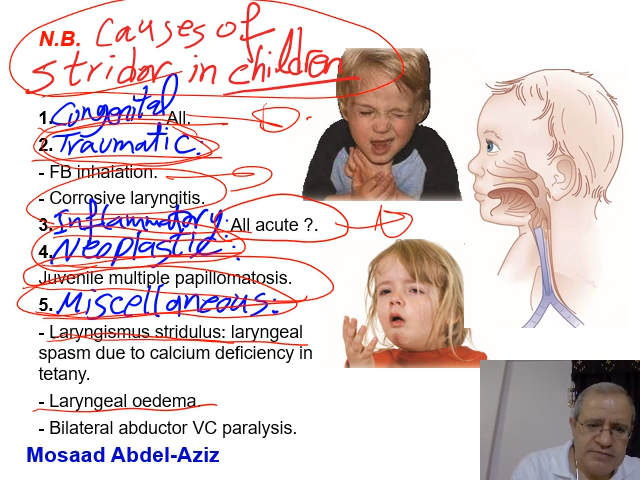 N.B. Causes of
stridor in children
1. Congenital All.
2. Traumatic:
- FB inhalation.
- Corrosive laryngitis.
3. Inflammatory: All acute ?.
4. Neoplastic:
Juvenile multiple papillomatosis.
5. Miscellaneous:
- Laryngismus stridulus: laryngeal
spasm due to calcium deficiency in
tetany.
- Laryngeal oedema.
- Bilateral abductor VC paralysis.
Mosaad Abdel-Aziz